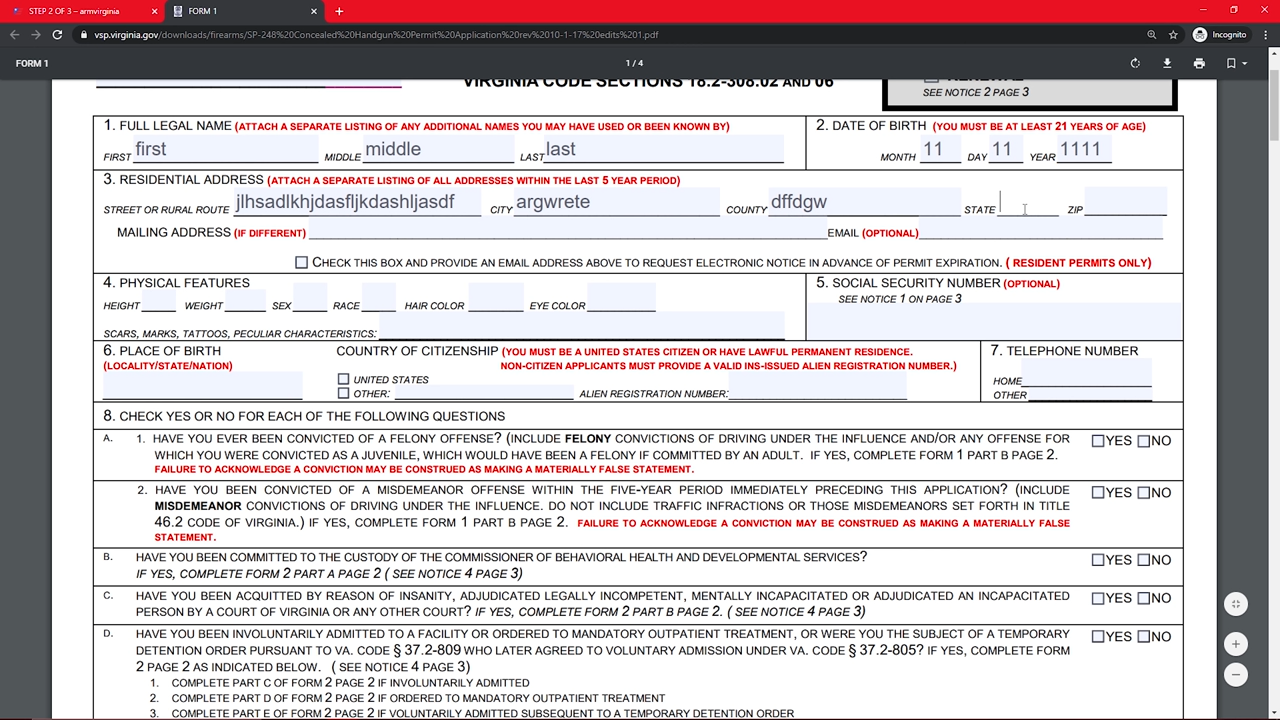 STEP 2 OF 3 – armvirginia
FORM 1
vsp.virginia.gov/downloads/firearms/SP-248%20Concealed%20Handgun%20Permit%20Application%20rev%2010-1-17%20edits%201.pdf
Incognito
FORM 1
1 / 4
VIRGINIA CODE SECTIONS 18.2-308.02 AND 06
RENEWAL
SEE NOTICE 2 PAGE 3
1. FULL LEGAL NAME (ATTACH A SEPARATE LISTING OF ANY ADDITIONAL NAMES YOU MAY HAVE USED OR BEEN KNOWN BY)
2. DATE OF BIRTH (YOU MUST BE AT LEAST 21 YEARS OF AGE)
FIRST first MIDDLE middle LAST last
MONTH 11 DAY 11 YEAR 1111
3. RESIDENTIAL ADDRESS (ATTACH A SEPARATE LISTING OF ALL ADDRESSES WITHIN THE LAST 5 YEAR PERIOD)
STREET OR RURAL ROUTE jlhsadlkhjdasfljkdashljasdf CITY argwrete COUNTY dffdgw STATE ZIP
MAILING ADDRESS (IF DIFFERENT) EMAIL (OPTIONAL)
CHECK THIS BOX AND PROVIDE AN EMAIL ADDRESS ABOVE TO REQUEST ELECTRONIC NOTICE IN ADVANCE OF PERMIT EXPIRATION. ( RESIDENT PERMITS ONLY)
4. PHYSICAL FEATURES
HEIGHT WEIGHT SEX RACE HAIR COLOR EYE COLOR
SCARS, MARKS, TATTOOS, PECULIAR CHARACTERISTICS:
5. SOCIAL SECURITY NUMBER (OPTIONAL)
SEE NOTICE 1 ON PAGE 3
6. PLACE OF BIRTH
(LOCALITY/STATE/NATION)
COUNTRY OF CITIZENSHIP (YOU MUST BE A UNITED STATES CITIZEN OR HAVE LAWFUL PERMANENT RESIDENCE.
NON-CITIZEN APPLICANTS MUST PROVIDE A VALID INS-ISSUED ALIEN REGISTRATION NUMBER.)
UNITED STATES
OTHER: ALIEN REGISTRATION NUMBER:
7. TELEPHONE NUMBER
HOME
OTHER
8. CHECK YES OR NO FOR EACH OF THE FOLLOWING QUESTIONS
A. 1. HAVE YOU EVER BEEN CONVICTED OF A FELONY OFFENSE? (INCLUDE FELONY CONVICTIONS OF DRIVING UNDER THE INFLUENCE AND/OR ANY OFFENSE FOR YES NO
WHICH YOU WERE CONVICTED AS A JUVENILE, WHICH WOULD HAVE BEEN A FELONY IF COMMITTED BY AN ADULT. IF YES, COMPLETE FORM 1 PART B PAGE 2.
FAILURE TO ACKNOWLEDGE A CONVICTION MAY BE CONSTRUED AS MAKING A MATERIALLY FALSE STATEMENT.
2. HAVE YOU BEEN CONVICTED OF A MISDEMEANOR OFFENSE WITHIN THE FIVE-YEAR PERIOD IMMEDIATELY PRECEDING THIS APPLICATION? (INCLUDE YES NO
MISDEMEANOR CONVICTIONS OF DRIVING UNDER THE INFLUENCE. DO NOT INCLUDE TRAFFIC INFRACTIONS OR THOSE MISDEMEANORS SET FORTH IN TITLE
46.2 CODE OF VIRGINIA.) IF YES, COMPLETE FORM 1 PART B PAGE 2. FAILURE TO ACKNOWLEDGE A CONVICTION MAY BE CONSTRUED AS MAKING A MATERIALLY FALSE
STATEMENT.
B. HAVE YOU BEEN COMMITTED TO THE CUSTODY OF THE COMMISSIONER OF BEHAVIORAL HEALTH AND DEVELOPMENTAL SERVICES? YES NO
IF YES, COMPLETE FORM 2 PART A PAGE 2 ( SEE NOTICE 4 PAGE 3)
C. HAVE YOU BEEN ACQUITTED BY REASON OF INSANITY, ADJUDICATED LEGALLY INCOMPETENT, MENTALLY INCAPACITATED OR ADJUDICATED AN INCAPACITATED YES NO
PERSON BY A COURT OF VIRGINIA OR ANY OTHER COURT? IF YES, COMPLETE FORM 2 PART B PAGE 2. ( SEE NOTICE 4 PAGE 3)
D. HAVE YOU BEEN INVOLUNTARILY ADMITTED TO A FACILITY OR ORDERED TO MANDATORY OUTPATIENT TREATMENT, OR WERE YOU THE SUBJECT OF A TEMPORARY YES NO
DETENTION ORDER PURSUANT TO VA. CODE § 37.2-809 WHO LATER AGREED TO VOLUNTARY ADMISSION UNDER VA. CODE § 37.2-805? IF YES, COMPLETE FORM
2 PAGE 2 AS INDICATED BELOW. ( SEE NOTICE 4 PAGE 3)
1. COMPLETE PART C OF FORM 2 PAGE 2 IF INVOLUNTARILY ADMITTED
2. COMPLETE PART D OF FORM 2 PAGE 2 IF ORDERED TO MANDATORY OUTPATIENT TREATMENT
3. COMPLETE PART E OF FORM 2 PAGE 2 IF VOLUNTARILY ADMITTED SUBSEQUENT TO A TEMPORARY DETENTION ORDER